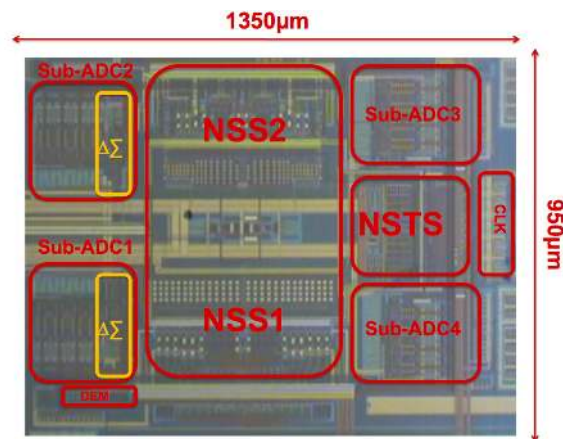 1350μm
Sub-ADC2
ΔΣ
NSS2
Sub-ADC3
NSTS
CLK
950μm
Sub-ADC1
ΔΣ
NSS1
Sub-ADC4
DEM